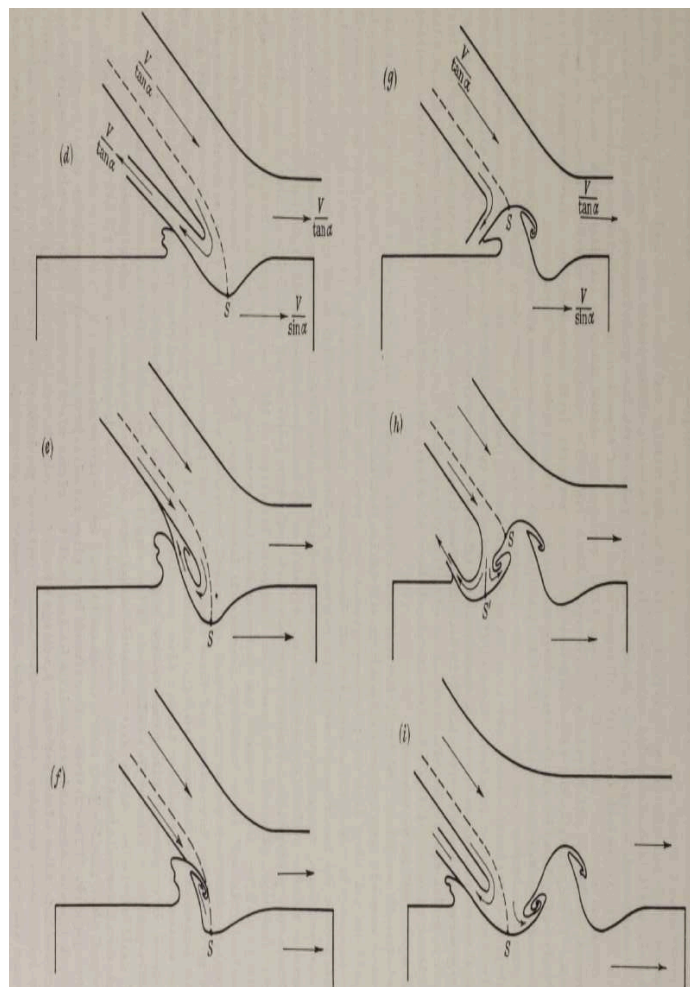 (d)
V/tan α
V/tan α
V/tan α
S
V/sin α
(g)
V/tan α
V/tan α
S
V/sin α
(e)
S
(h)
S
S'
(f)
S
(i)
S